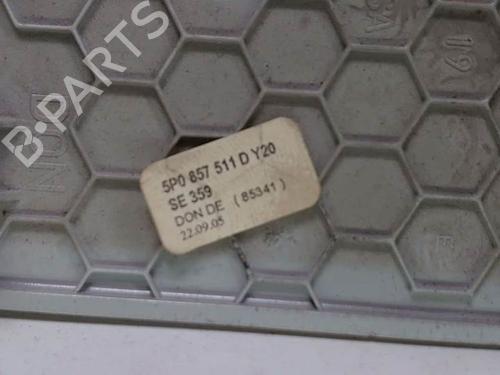 B-PARTS
5P0 857 511 D Y20
SE 359
DON DE ( 85341 )
22.09.05